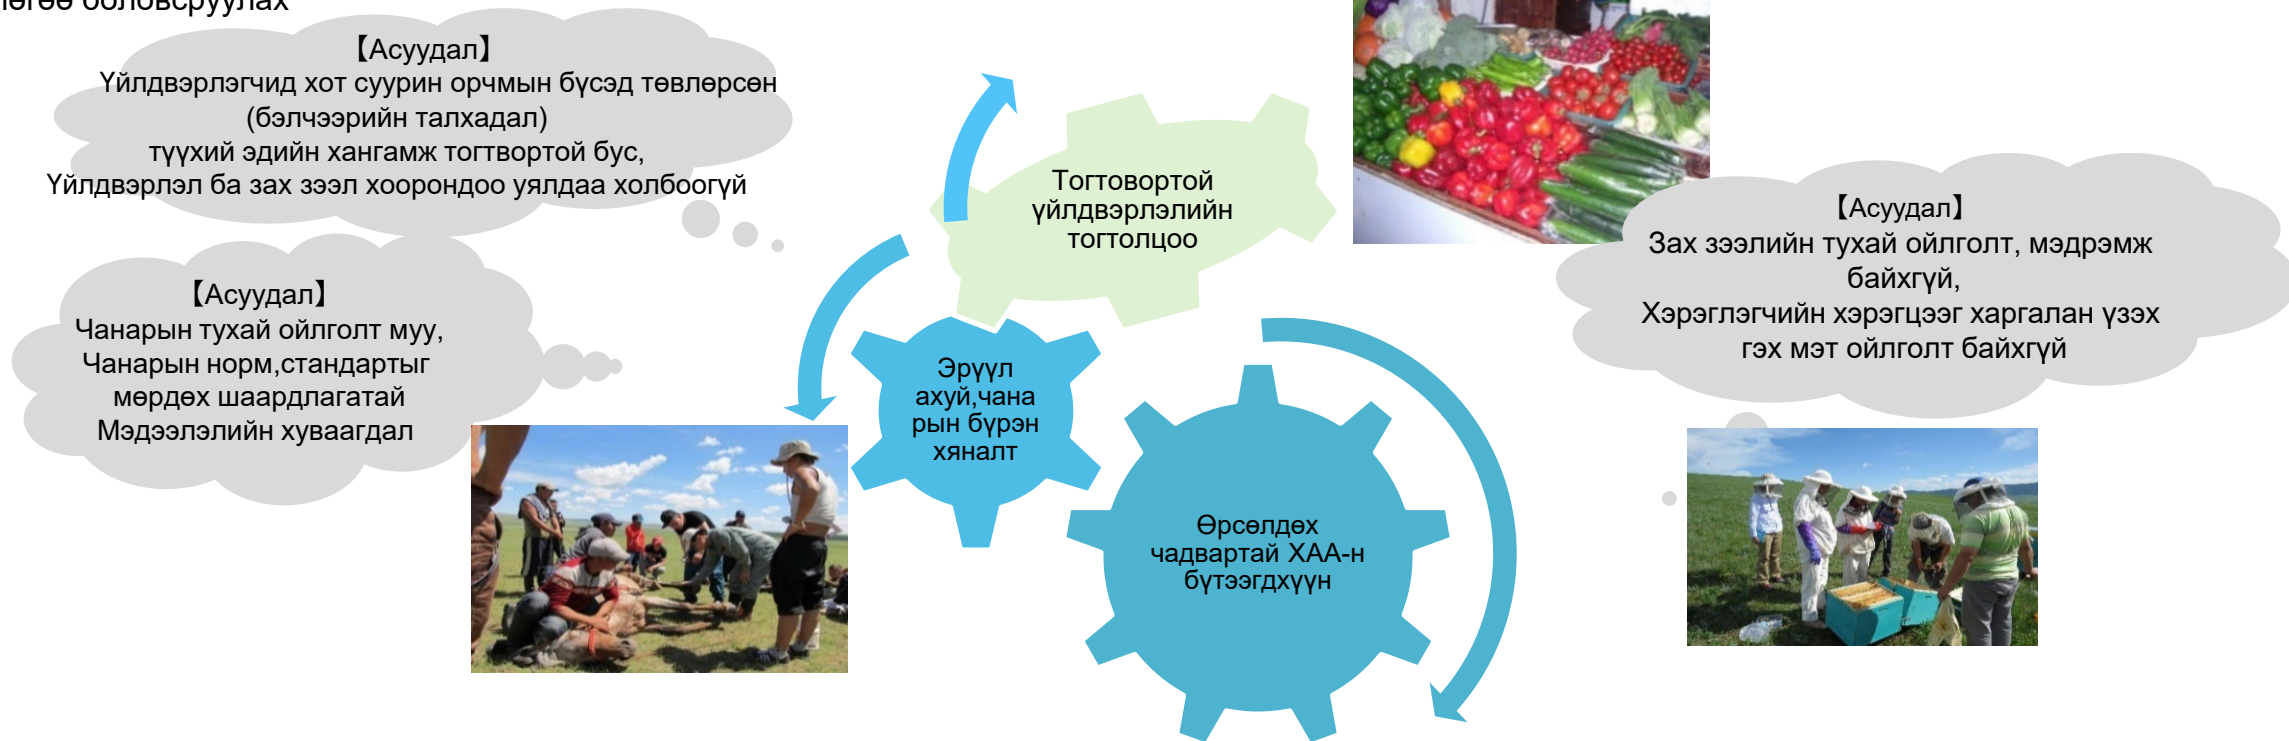 боловсруулах
【Асуудал】
Үйлдвэрлэгчид хот суурин орчмын бүсэд төвлөрсөн
(бэлчээрийн талхадал)
түүхий эдийн хангамж тогтвортой бус,
Үйлдвэрлэл ба зах зээл хоорондоо уялдаа холбоогүй
【Асуудал】
Чанарын тухай ойлголт муу,
Чанарын норм,стандартыг
мөрдөх шаардлагатай
Мэдээлэлийн хуваагдал
Тогтовортой
үйлдвэрлэлийн
тогтолцоо
Эрүүл
ахуй,чана
рын бүрэн
хяналт
Өрсөлдөх
чадвартай ХАА-н
бүтээгдхүүн
【Асуудал】
Зах зээлийн тухай ойлголт, мэдрэмж
байхгүй,
Хэрэглэгчийн хэрэгцээг харгалан үзэх
гэх мэт ойлголт байхгүй